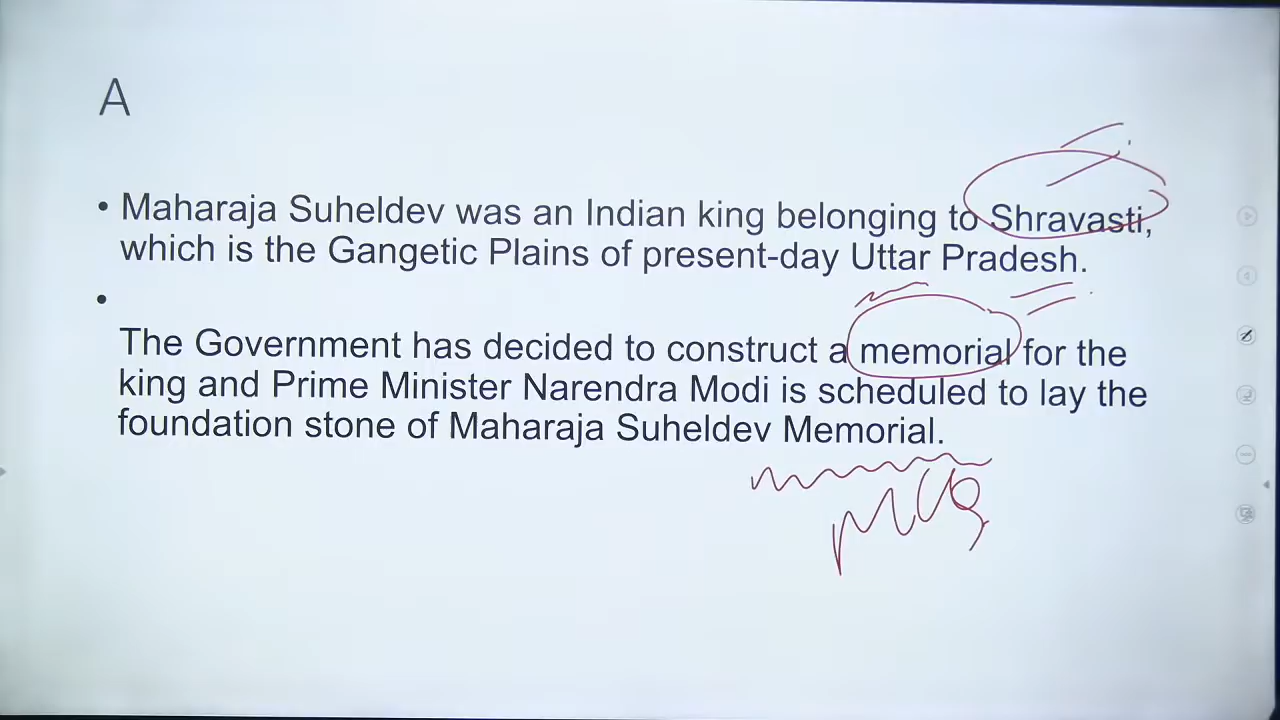 A
• Maharaja Suheldev was an Indian king belonging to Shravasti,
which is the Gangetic Plains of present-day Uttar Pradesh.
•
The Government has decided to construct a memorial for the
king and Prime Minister Narendra Modi is scheduled to lay the
foundation stone of Maharaja Suheldev Memorial.
MCQ